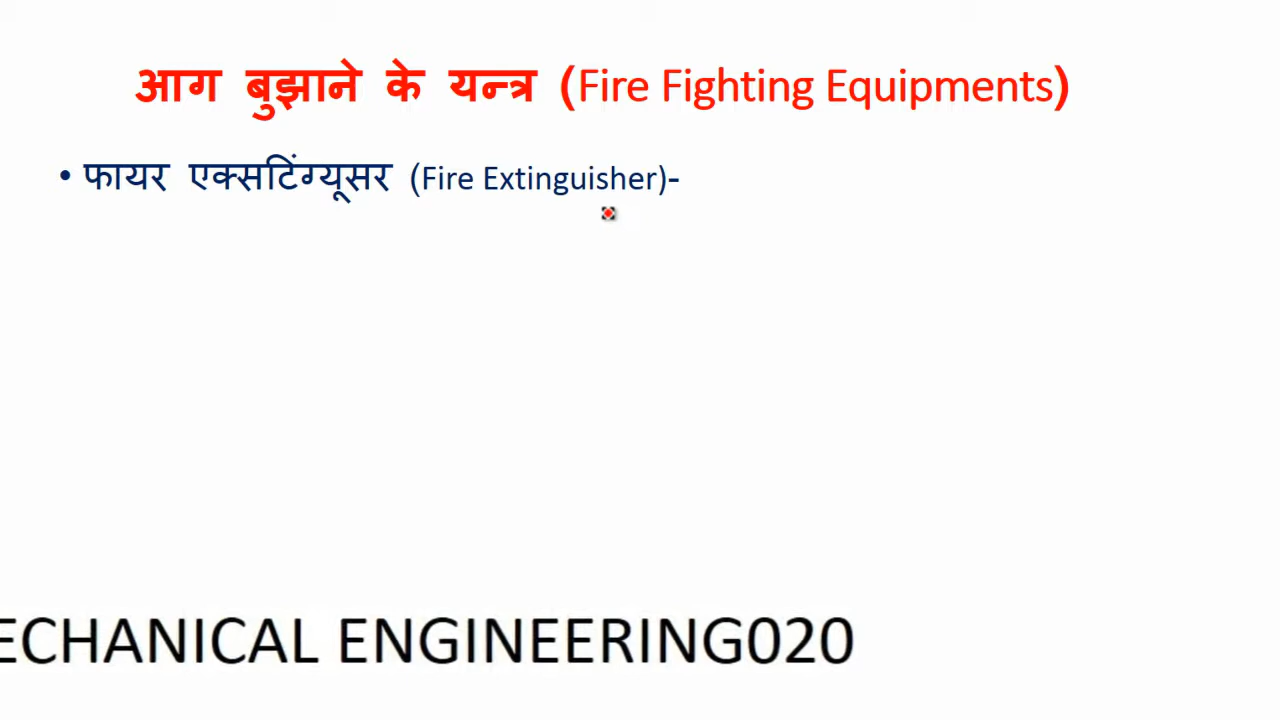 आग बुझाने के यन्त्र (Fire Fighting Equipments)
• फायर एक्सटिंग्यूसर (Fire Extinguisher)-
ECHANICAL ENGINEERING020